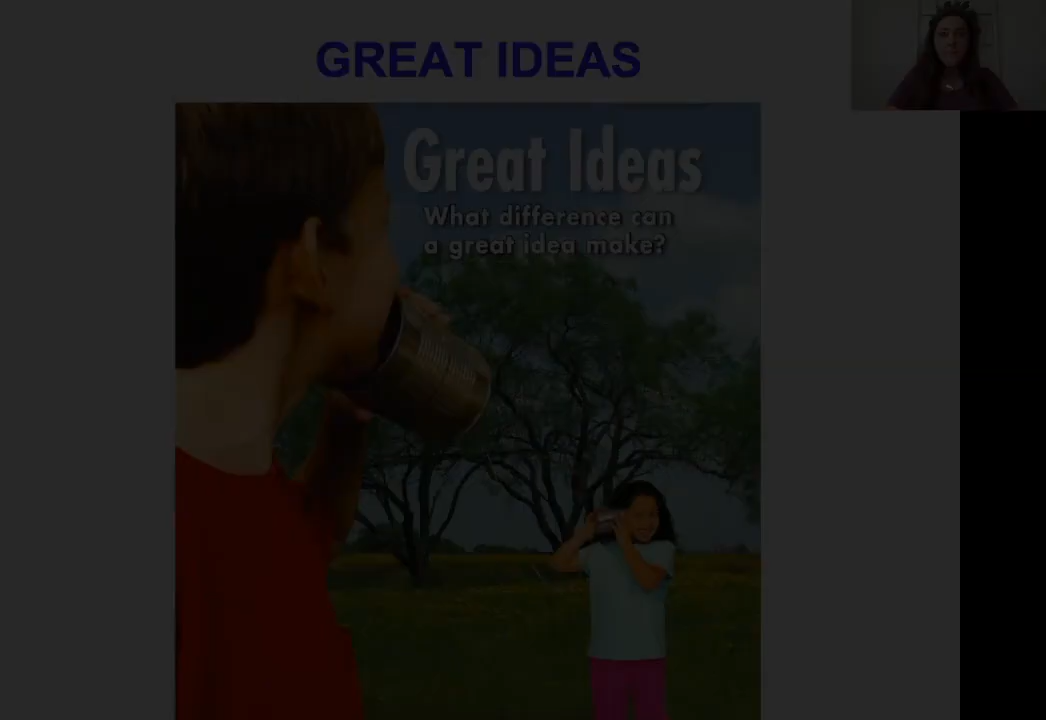 GREAT IDEAS
Great Ideas
What difference can
a great idea make?